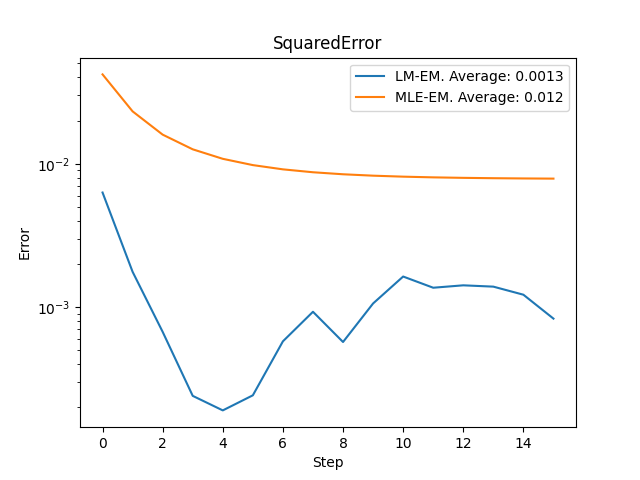 SquaredError
LM-EM. Average: 0.0013
MLE-EM. Average: 0.012
10⁻²
10⁻³
Error
0 2 4 6 8 10 12 14
Step